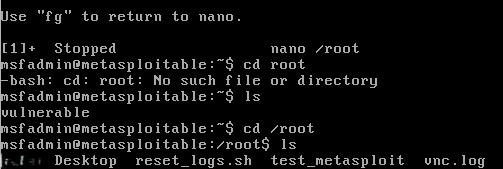 Use "fg" to return to nano.
[1]+  Stopped                 nano /root
msfadmin@metasploitable:~$ cd root
-bash: cd: root: No such file or directory
msfadmin@metasploitable:~$ ls
vulnerable
msfadmin@metasploitable:~$ cd /root
msfadmin@metasploitable:/root$ ls
Desktop  reset_logs.sh  test_metasploit  vnc.log